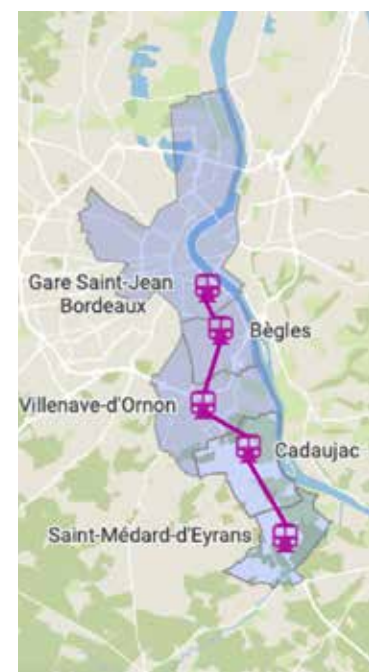 Gare Saint-Jean
Bordeaux
Bègles
Villenave-d'Ornon
Cadaujac
Saint-Médard-d'Eyrans